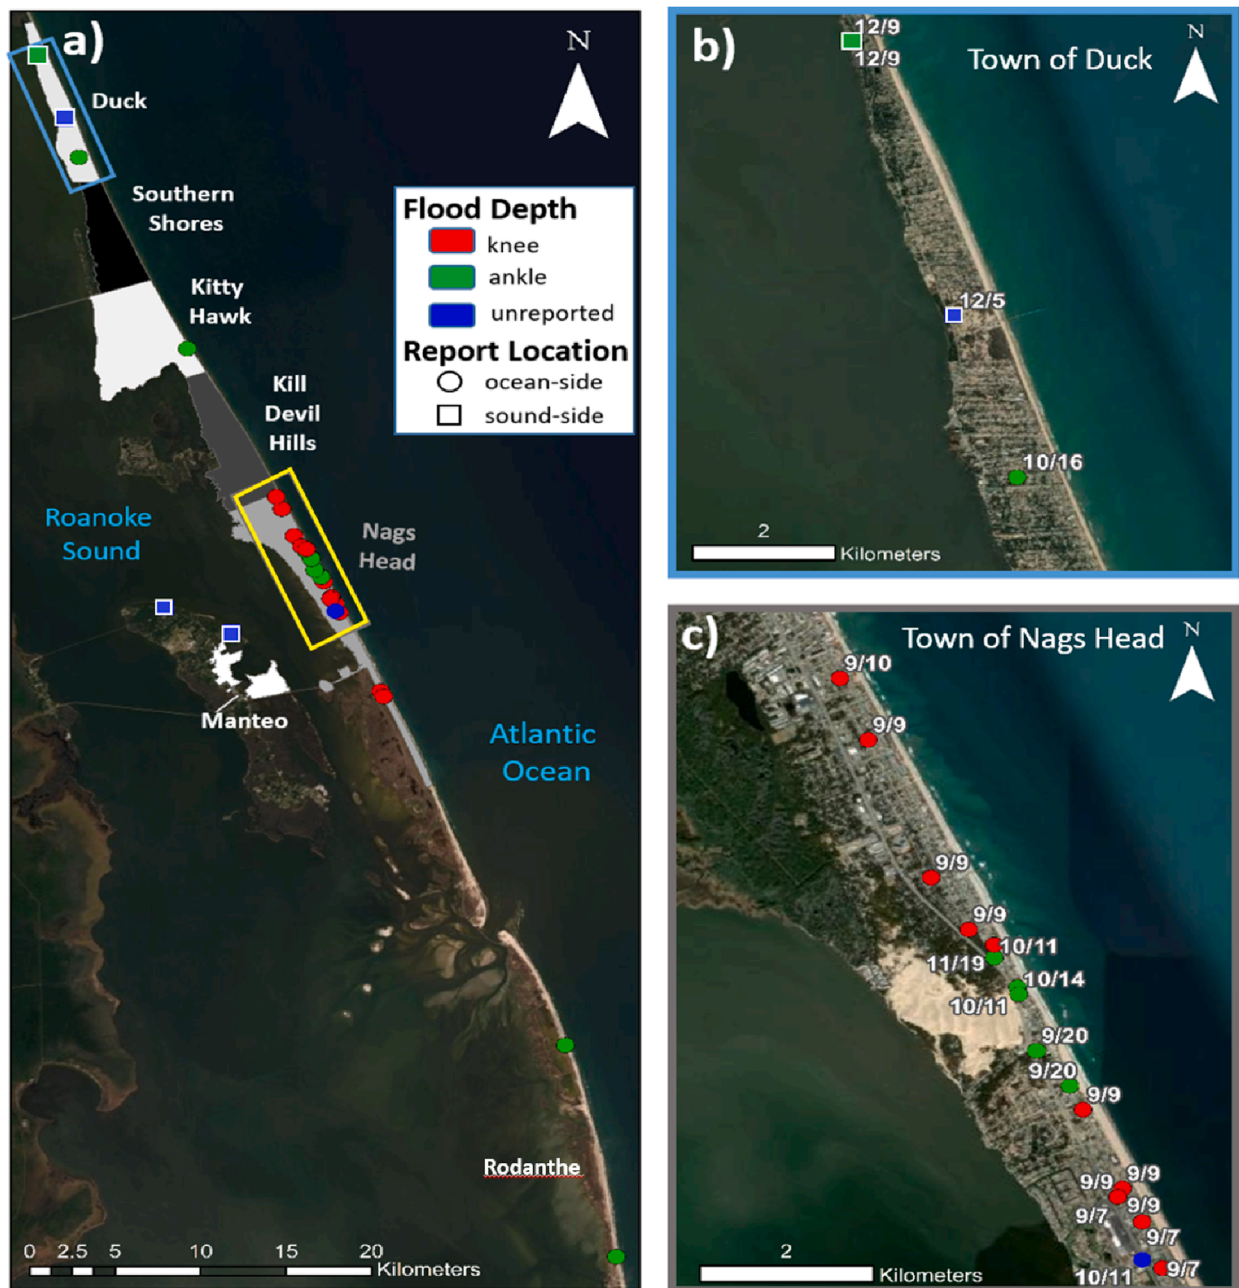 a)
N
Duck
Southern
Shores
Kitty
Hawk
Kill
Devil
Hills
Nags
Head
Roanoke
Sound
Manteo
Atlantic
Ocean
Rodanthe
Flood Depth
knee
ankle
unreported
Report Location
ocean-side
sound-side
0 2.5 5 10 15 20
Kilometers
b)
Town of Duck
N
12/9
12/9
12/5
10/16
2
Kilometers
c)
Town of Nags Head
N
9/10
9/9
9/9
9/9
10/11
11/19
10/14
10/11
9/20
9/20
9/9
9/9
9/9
9/9
9/7
9/7
10/11
9/7
2
Kilometers